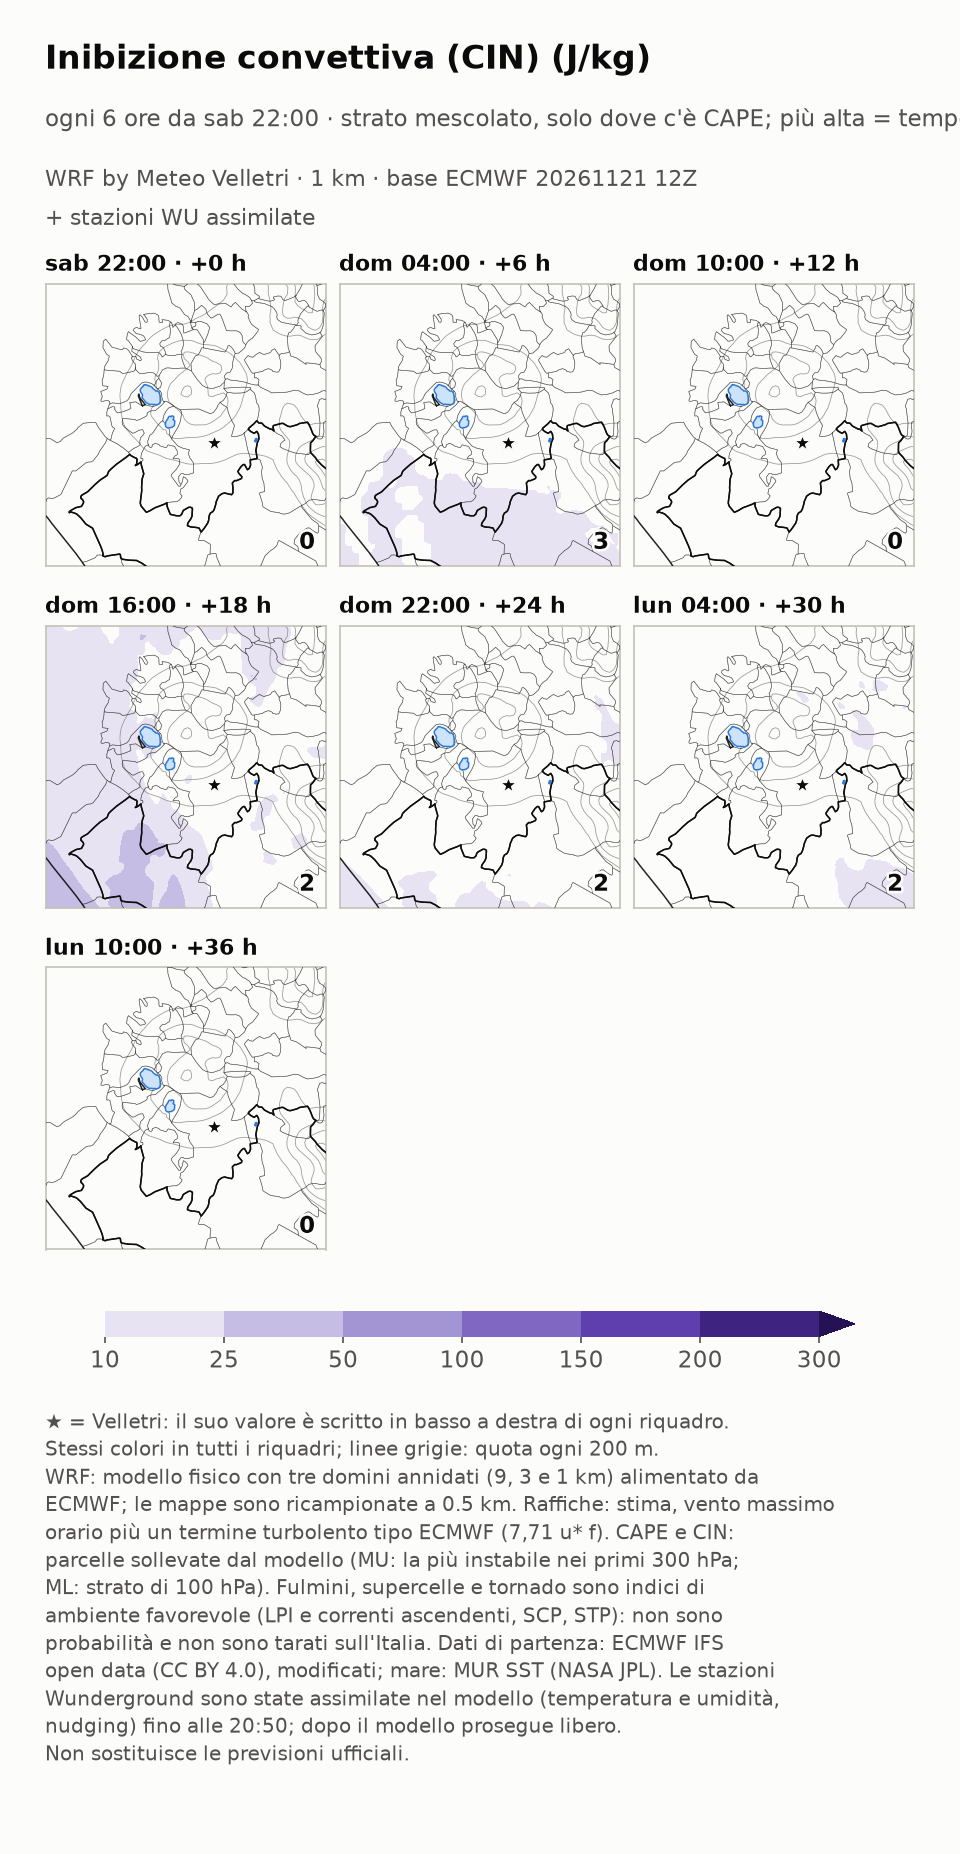 Inibizione convettiva (CIN) (J/kg)
ogni 6 ore da sab 22:00 · strato mescolato, solo dove c'è CAPE; più alta = temp
WRF by Meteo Velletri · 1 km · base ECMWF 20261121 12Z
+ stazioni WU assimilate
sab 22:00 · +0 h
dom 04:00 · +6 h
dom 10:00 · +12 h
0
3
0
dom 16:00 · +18 h
dom 22:00 · +24 h
lun 04:00 · +30 h
2
2
2
lun 10:00 · +36 h
0
10 25 50 100 150 200 300
★ = Velletri: il suo valore è scritto in basso a destra di ogni riquadro.
Stessi colori in tutti i riquadri; linee grigie: quota ogni 200 m.
WRF: modello fisico con tre domini annidati (9, 3 e 1 km) alimentato da
ECMWF; le mappe sono ricampionate a 0.5 km. Raffiche: stima, vento massimo
orario più un termine turbolento tipo ECMWF (7,71 u* f). CAPE e CIN:
parcelle sollevate dal modello (MU: la più instabile nei primi 300 hPa;
ML: strato di 100 hPa). Fulmini, supercelle e tornado sono indici di
ambiente favorevole (LPI e correnti ascendenti, SCP, STP): non sono
probabilità e non sono tarati sull'Italia. Dati di partenza: ECMWF IFS
open data (CC BY 4.0), modificati; mare: MUR SST (NASA JPL). Le stazioni
Wunderground sono state assimilate nel modello (temperatura e umidità,
nudging) fino alle 20:50; dopo il modello prosegue libero.
Non sostituisce le previsioni ufficiali.